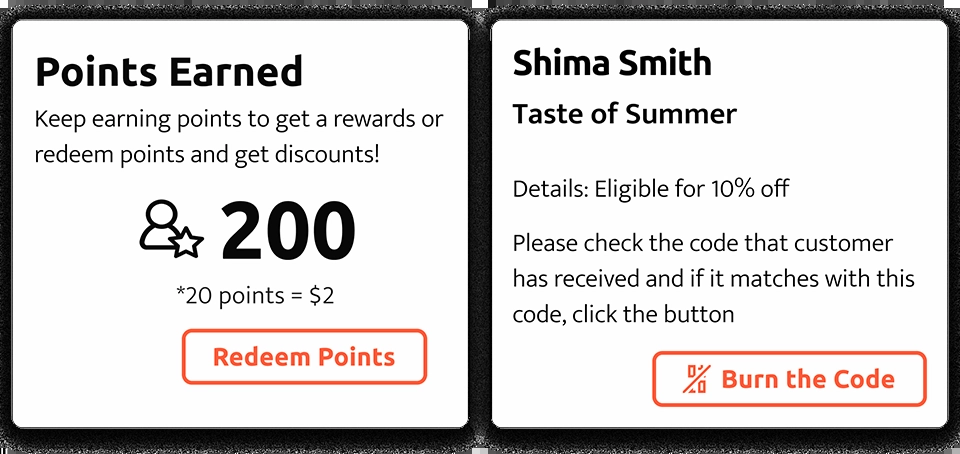 Points Earned
Keep earning points to get a rewards or
redeem points and get discounts!
200
*20 points = $2
Redeem Points
Shima Smith
Taste of Summer
Details: Eligible for 10% off
Please check the code that customer
has received and if it matches with this
code, click the button
Burn the Code